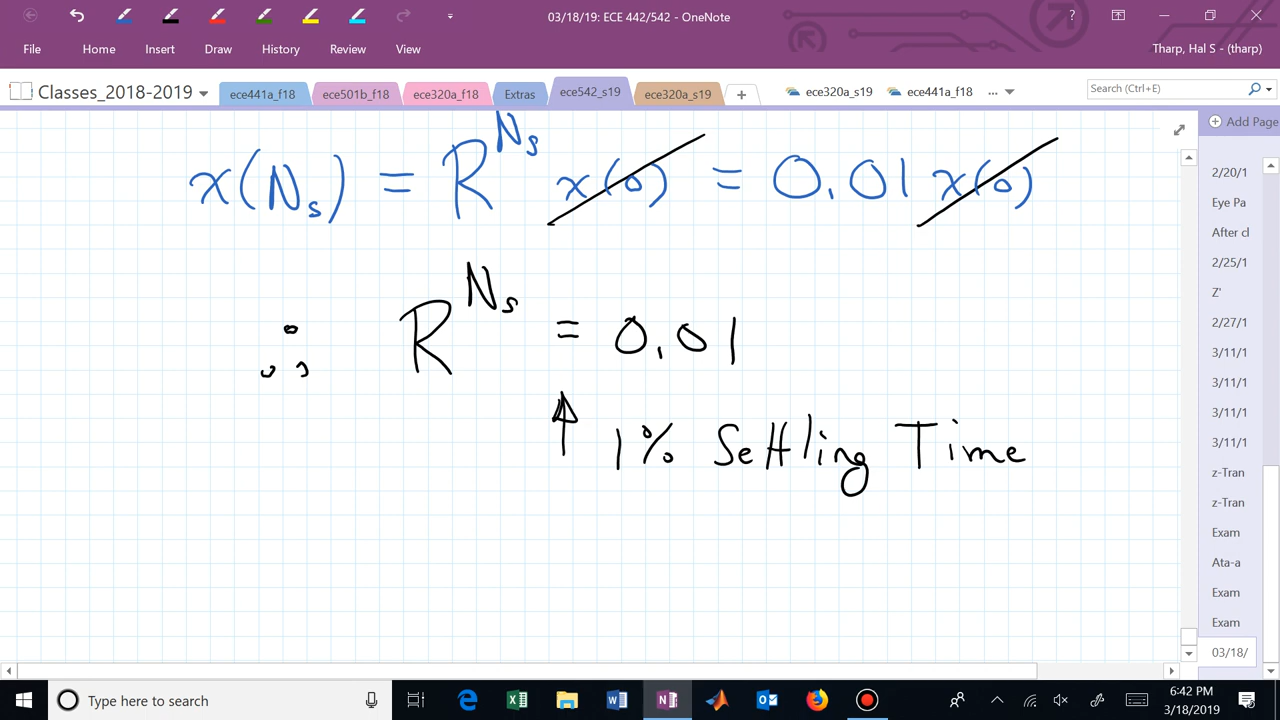 03/18/19: ECE 442/542 - OneNote
File Home Insert Draw History Review View
Tharp, Hal S - (tharp)
Classes_2018-2019 ece441a_f18 ece501b_f18 ece320a_f18 Extras ece542_s19 ece320a_s19 + ece320a_s19 ece441a_f18 ... Search (Ctrl+E)
Add Page
2/20/1
Eye Pa
After cl
2/25/1
Z'
2/27/1
3/11/1
3/11/1
3/11/1
3/11/1
z-Tran
z-Tran
Exam
Ata-a
Exam
Exam
03/18/
x(Ns) = R^Ns x(0) = 0.01 x(0)
∴ R^Ns = 0.01
↑ 1% Settling Time
Type here to search
6:42 PM
3/18/2019